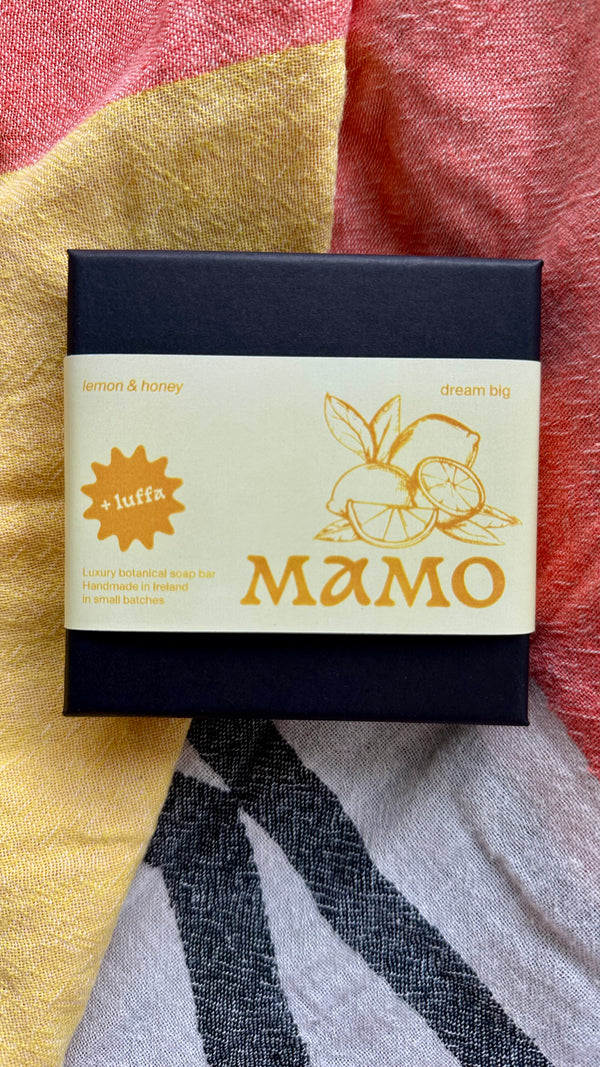 lemon & honey
dream big
+ luffa
Luxury botanical soap bar
Handmade in Ireland
in small batches
MaMO